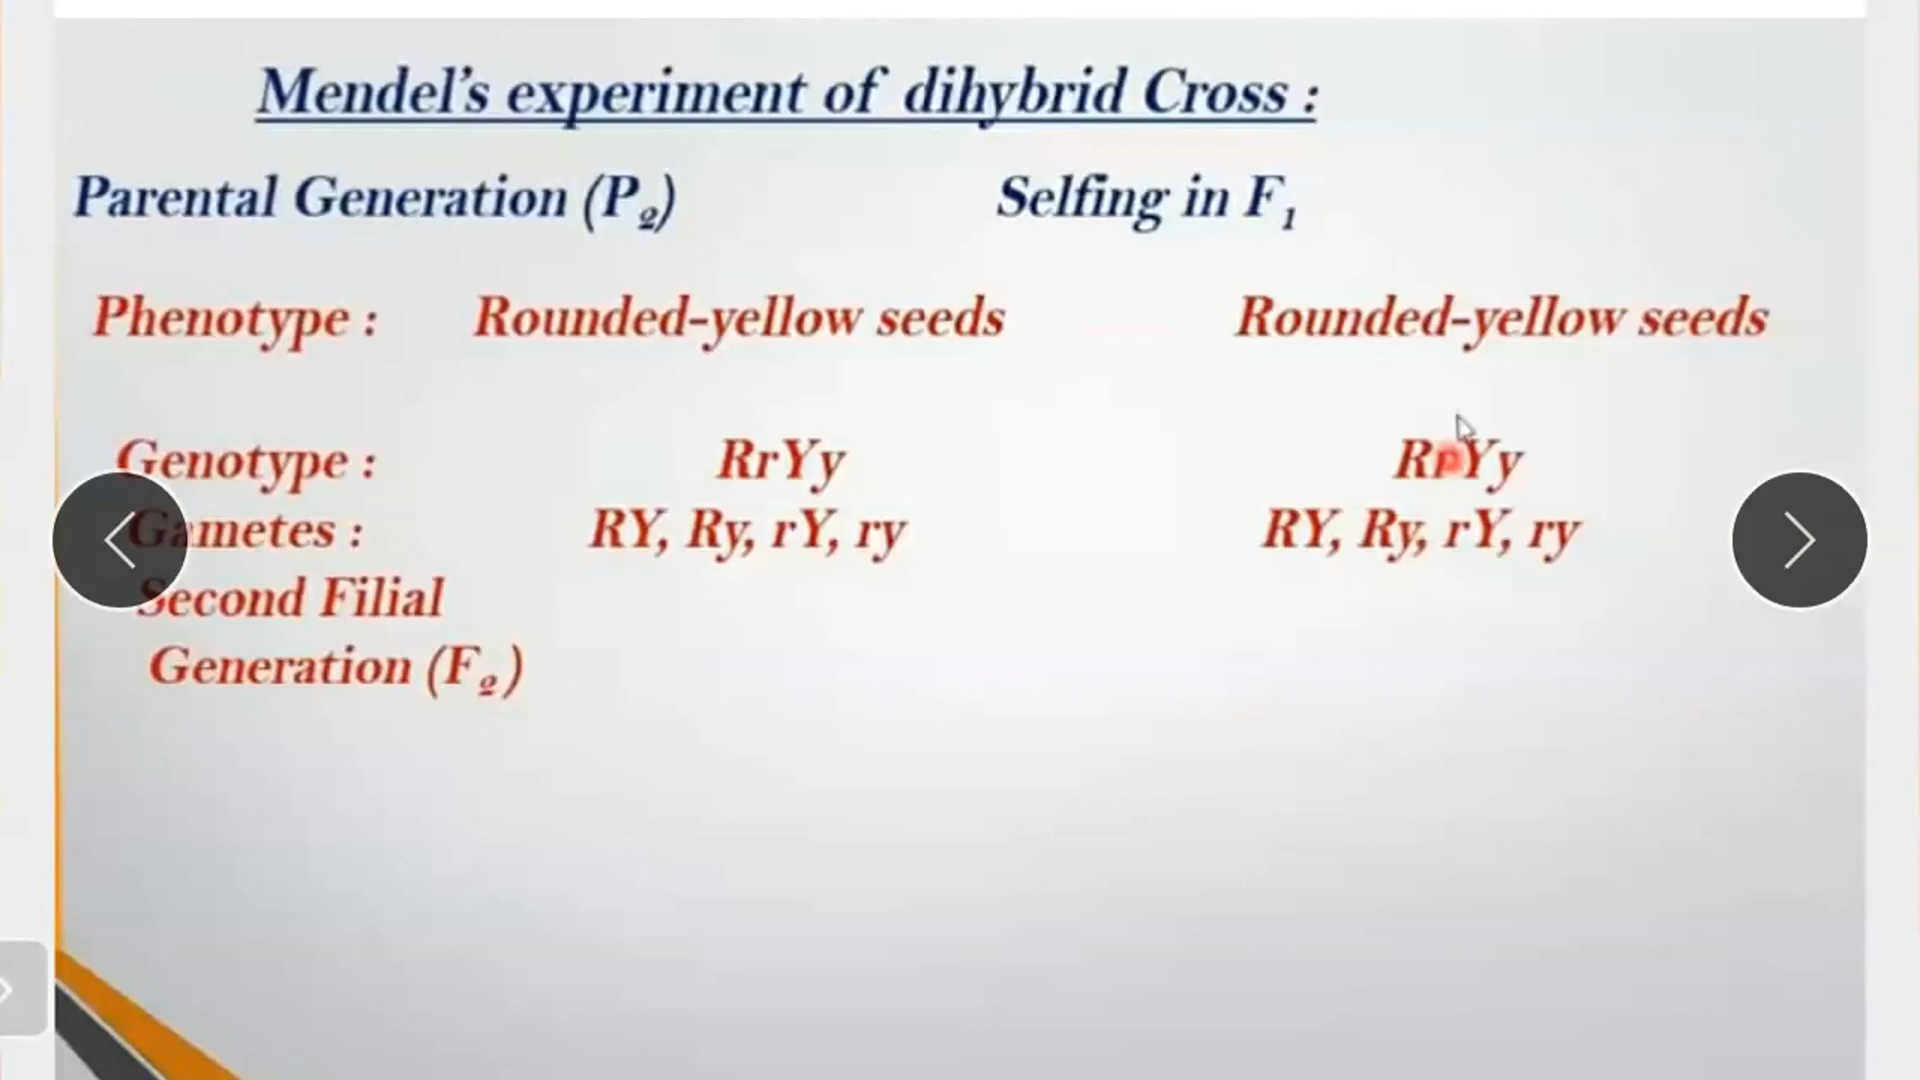 Mendel's experiment of dihybrid Cross :
Parental Generation (P₂) Selfing in F₁
Phenotype : Rounded-yellow seeds Rounded-yellow seeds
Genotype : RrYy RrYy
Gametes : RY, Ry, rY, ry RY, Ry, rY, ry
Second Filial
Generation (F₂)